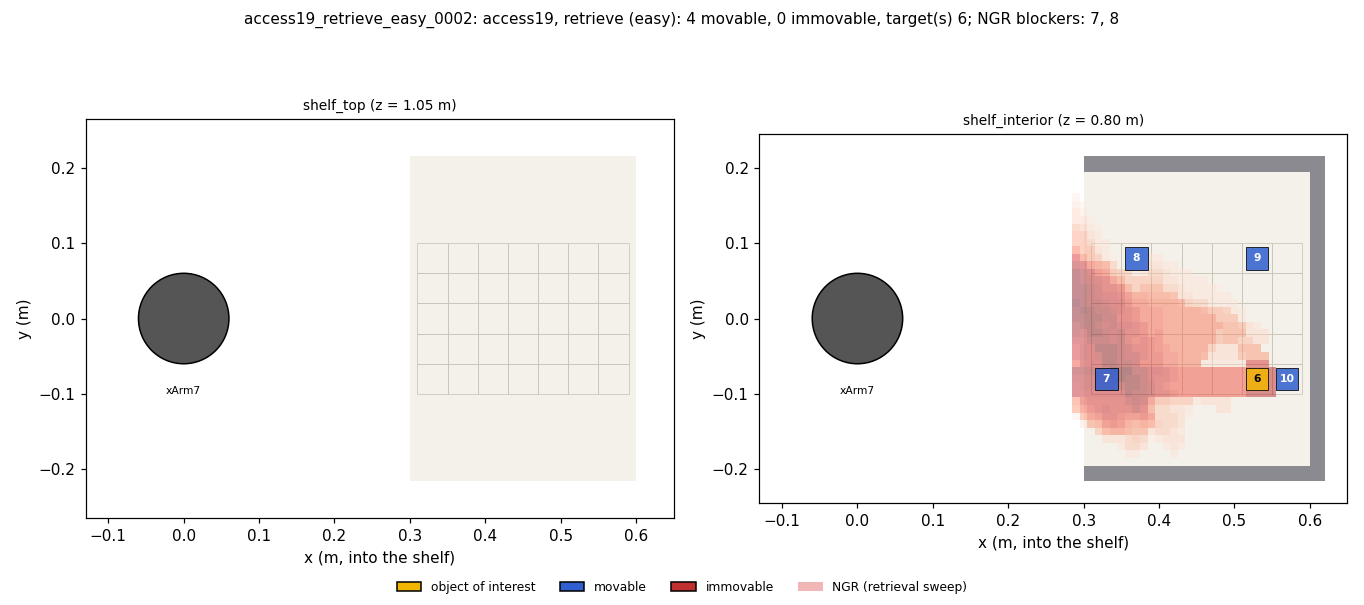 access19_retrieve_easy_0002: access19, retrieve (easy): 4 movable, 0 immovable, target(s) 6; NGR blockers: 7, 8
shelf_top (z = 1.05 m)
y (m)
0.2
0.1
0.0
−0.1
−0.2
xArm7
−0.1 0.0 0.1 0.2 0.3 0.4 0.5 0.6
x (m, into the shelf)
shelf_interior (z = 0.80 m)
y (m)
0.2
0.1
0.0
−0.1
−0.2
8 9
7 6 10
xArm7
−0.1 0.0 0.1 0.2 0.3 0.4 0.5 0.6
x (m, into the shelf)
object of interest movable immovable NGR (retrieval sweep)